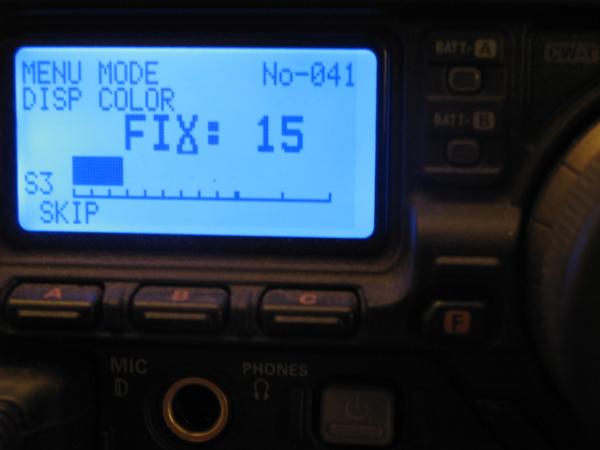 MENU MODE No-041
DISP COLOR
FIX: 15
S3
SKIP
BATT-A
BATT-B
A B C
F
MIC
PHONES